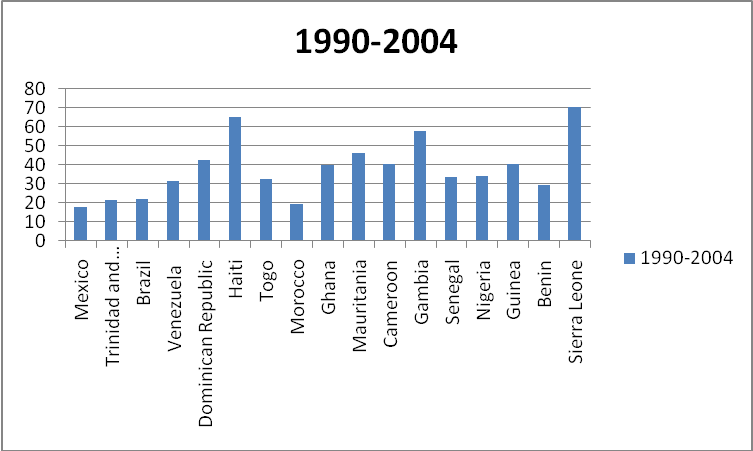 1990-2004
80
70
60
50
40
30
20
10
0
Mexico
Trinidad and...
Brazil
Venezuela
Dominican Republic
Haiti
Togo
Morocco
Ghana
Mauritania
Cameroon
Gambia
Senegal
Nigeria
Guinea
Benin
Sierra Leone
1990-2004